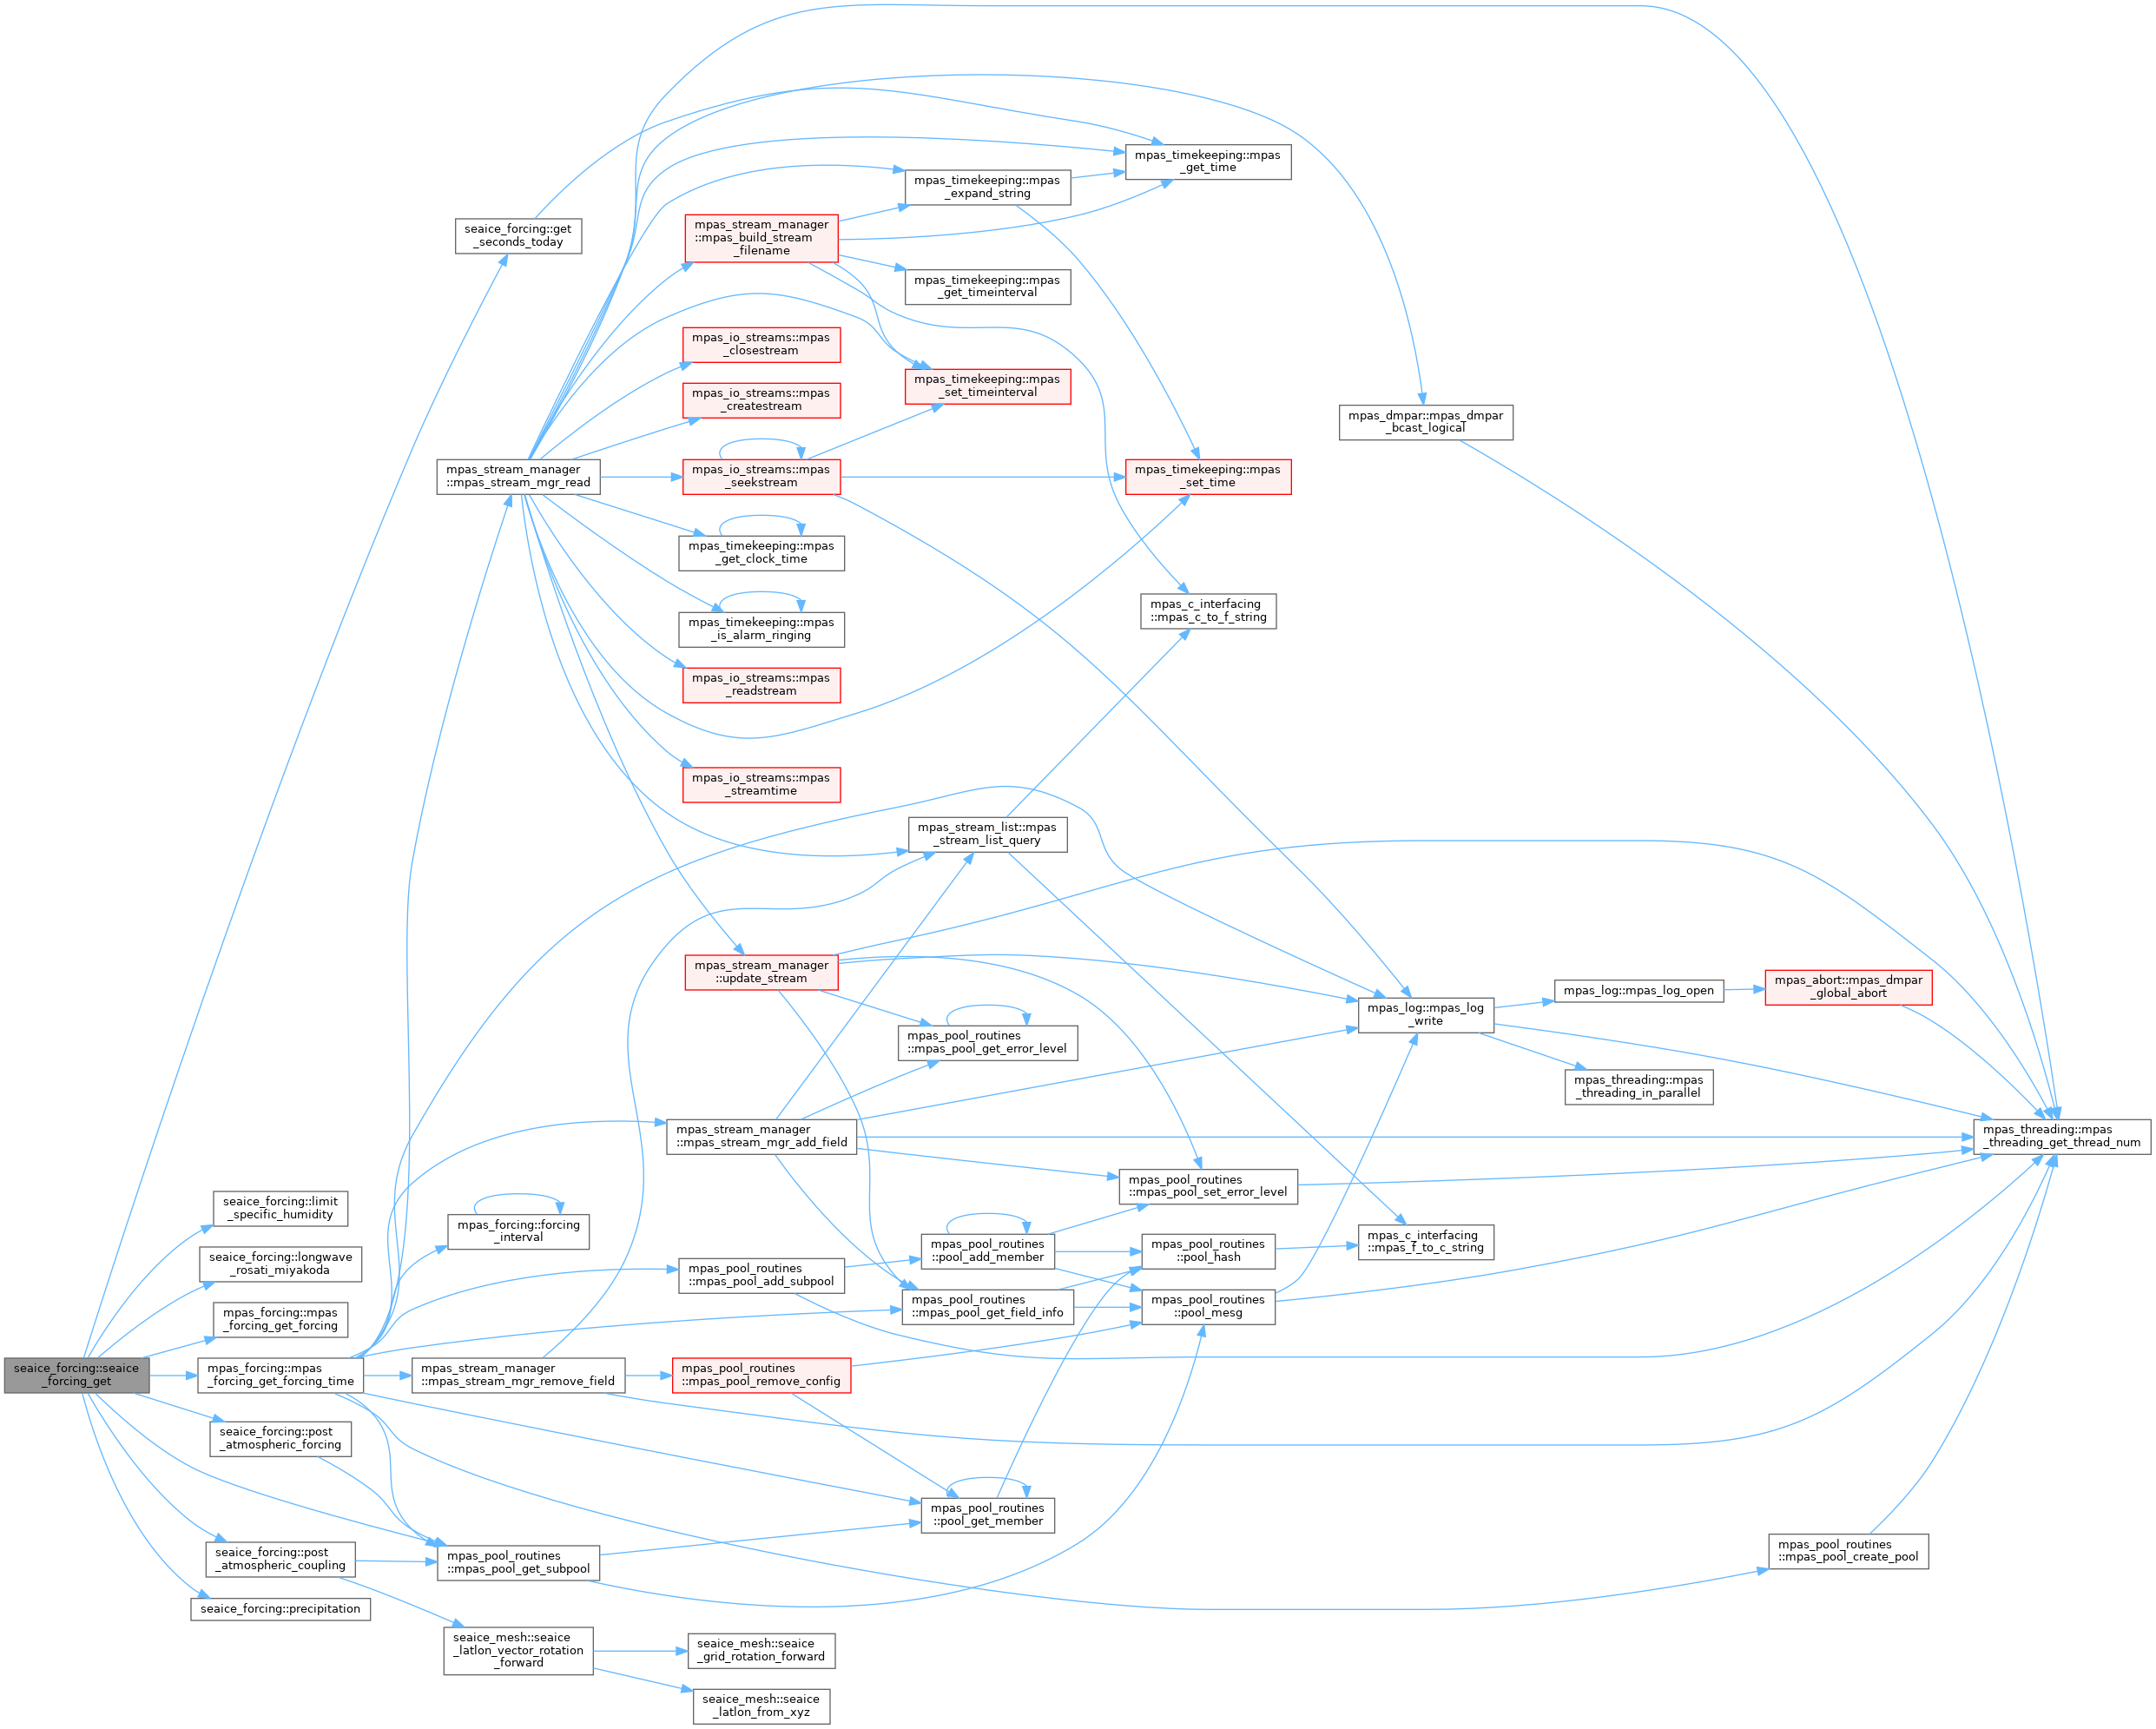 mpas_timekeeping::mpas
_get_time
mpas_timekeeping::mpas
_expand_string
seaice_forcing::get
_seconds_today
mpas_stream_manager
::mpas_build_stream
_filename
mpas_timekeeping::mpas
_get_timeinterval
mpas_io_streams::mpas
_closestream
mpas_timekeeping::mpas
_set_timeinterval
mpas_io_streams::mpas
_createstream
mpas_dmpar::mpas_dmpar
_bcast_logical
mpas_stream_manager
::mpas_stream_mgr_read
mpas_io_streams::mpas
_seekstream
mpas_timekeeping::mpas
_set_time
mpas_timekeeping::mpas
_get_clock_time
mpas_c_interfacing
::mpas_c_to_f_string
mpas_timekeeping::mpas
_is_alarm_ringing
mpas_io_streams::mpas
_readstream
mpas_io_streams::mpas
_streamtime
mpas_stream_list::mpas
_stream_list_query
mpas_stream_manager
::update_stream
mpas_log::mpas_log_open
mpas_abort::mpas_dmpar
_global_abort
mpas_log::mpas_log
_write
mpas_pool_routines
::mpas_pool_get_error_level
mpas_threading::mpas
_threading_in_parallel
mpas_stream_manager
::mpas_stream_mgr_add_field
mpas_threading::mpas
_threading_get_thread_num
mpas_pool_routines
::mpas_pool_set_error_level
seaice_forcing::limit
_specific_humidity
mpas_forcing::forcing
_interval
mpas_pool_routines
::pool_add_member
mpas_pool_routines
::pool_hash
mpas_c_interfacing
::mpas_f_to_c_string
seaice_forcing::longwave
_rosati_miyakoda
mpas_pool_routines
::mpas_pool_add_subpool
mpas_pool_routines
::mpas_pool_get_field_info
mpas_pool_routines
::pool_mesg
mpas_forcing::mpas
_forcing_get_forcing
seaice_forcing::seaice
_forcing_get
mpas_forcing::mpas
_forcing_get_forcing_time
mpas_stream_manager
::mpas_stream_mgr_remove_field
mpas_pool_routines
::mpas_pool_remove_config
seaice_forcing::post
_atmospheric_forcing
mpas_pool_routines
::pool_get_member
seaice_forcing::post
_atmospheric_coupling
mpas_pool_routines
::mpas_pool_get_subpool
mpas_pool_routines
::mpas_pool_create_pool
seaice_forcing::precipitation
seaice_mesh::seaice
_latlon_vector_rotation
_forward
seaice_mesh::seaice
_grid_rotation_forward
seaice_mesh::seaice
_latlon_from_xyz